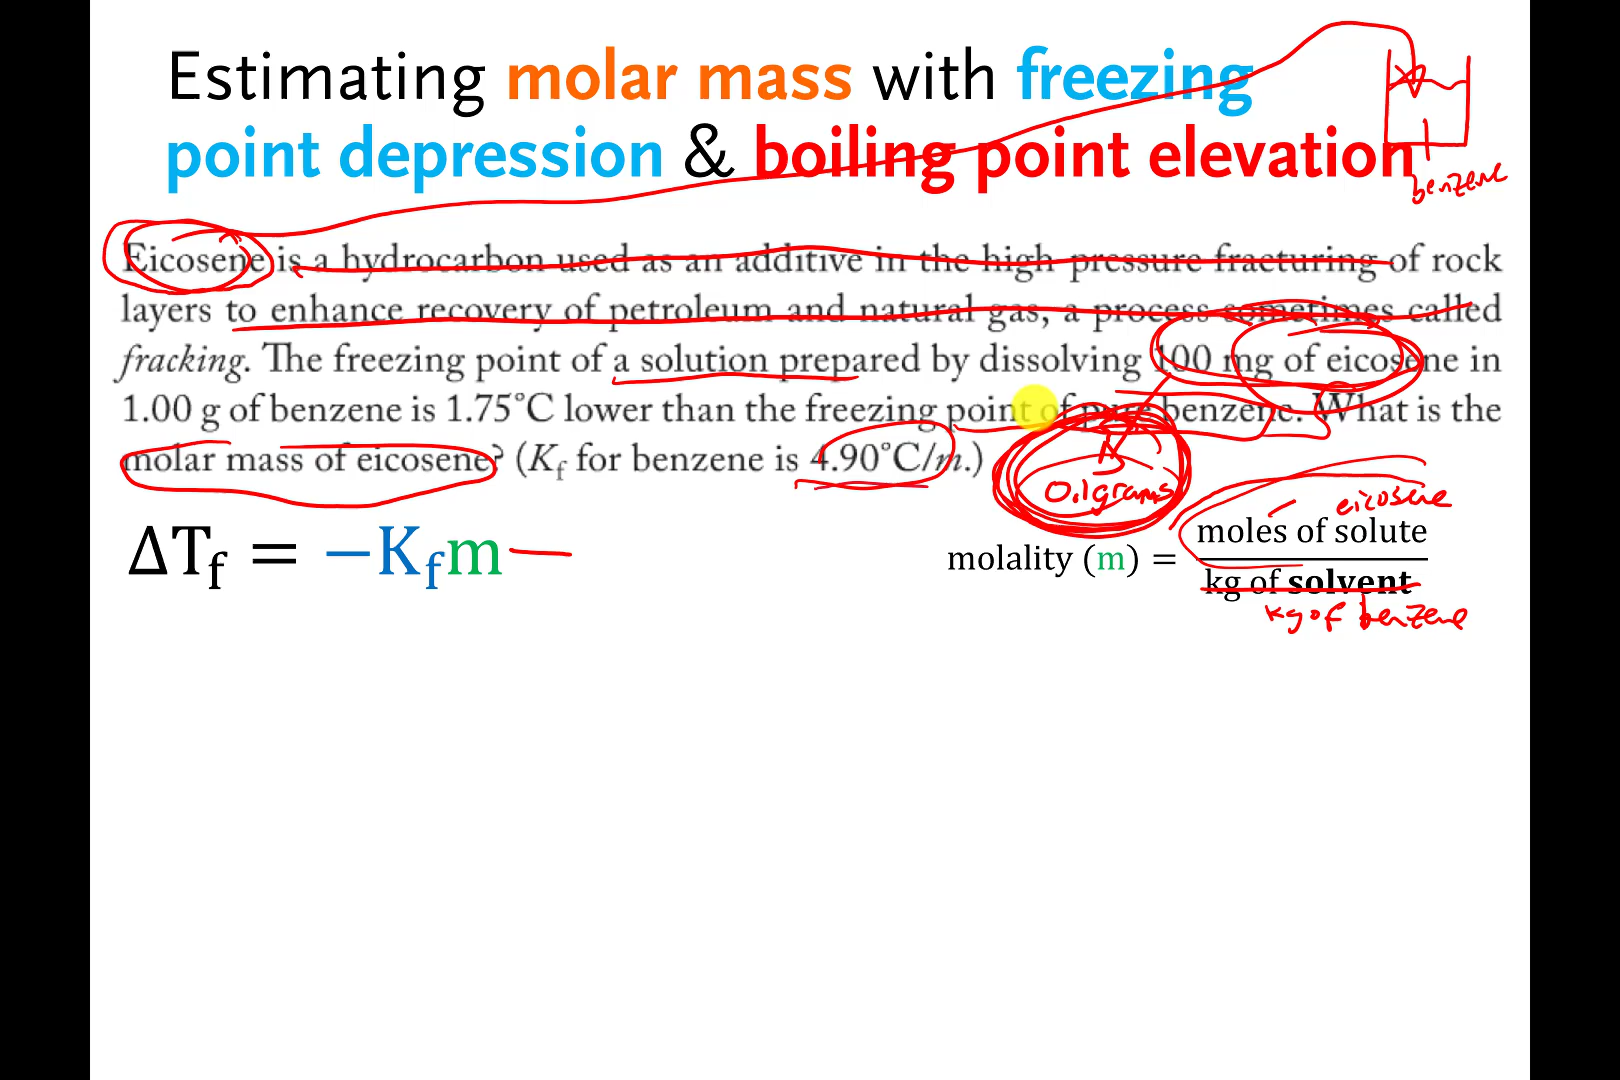 Estimating molar mass with freezing
point depression & boiling point elevation
benzene
Eicosene is a hydrocarbon used as an additive in the high pressure fracturing of rock
layers to enhance recovery of petroleum and natural gas, a process sometimes called
fracking. The freezing point of a solution prepared by dissolving 100 mg of eicosene in
1.00 g of benzene is 1.75°C lower than the freezing point of pure benzene. What is the
molar mass of eicosene? (Kf for benzene is 4.90°C/m.)
0.1grams
eicosene
ΔTf = −Kfm
molality (m) = moles of solute
kg of solvent
kg of benzene